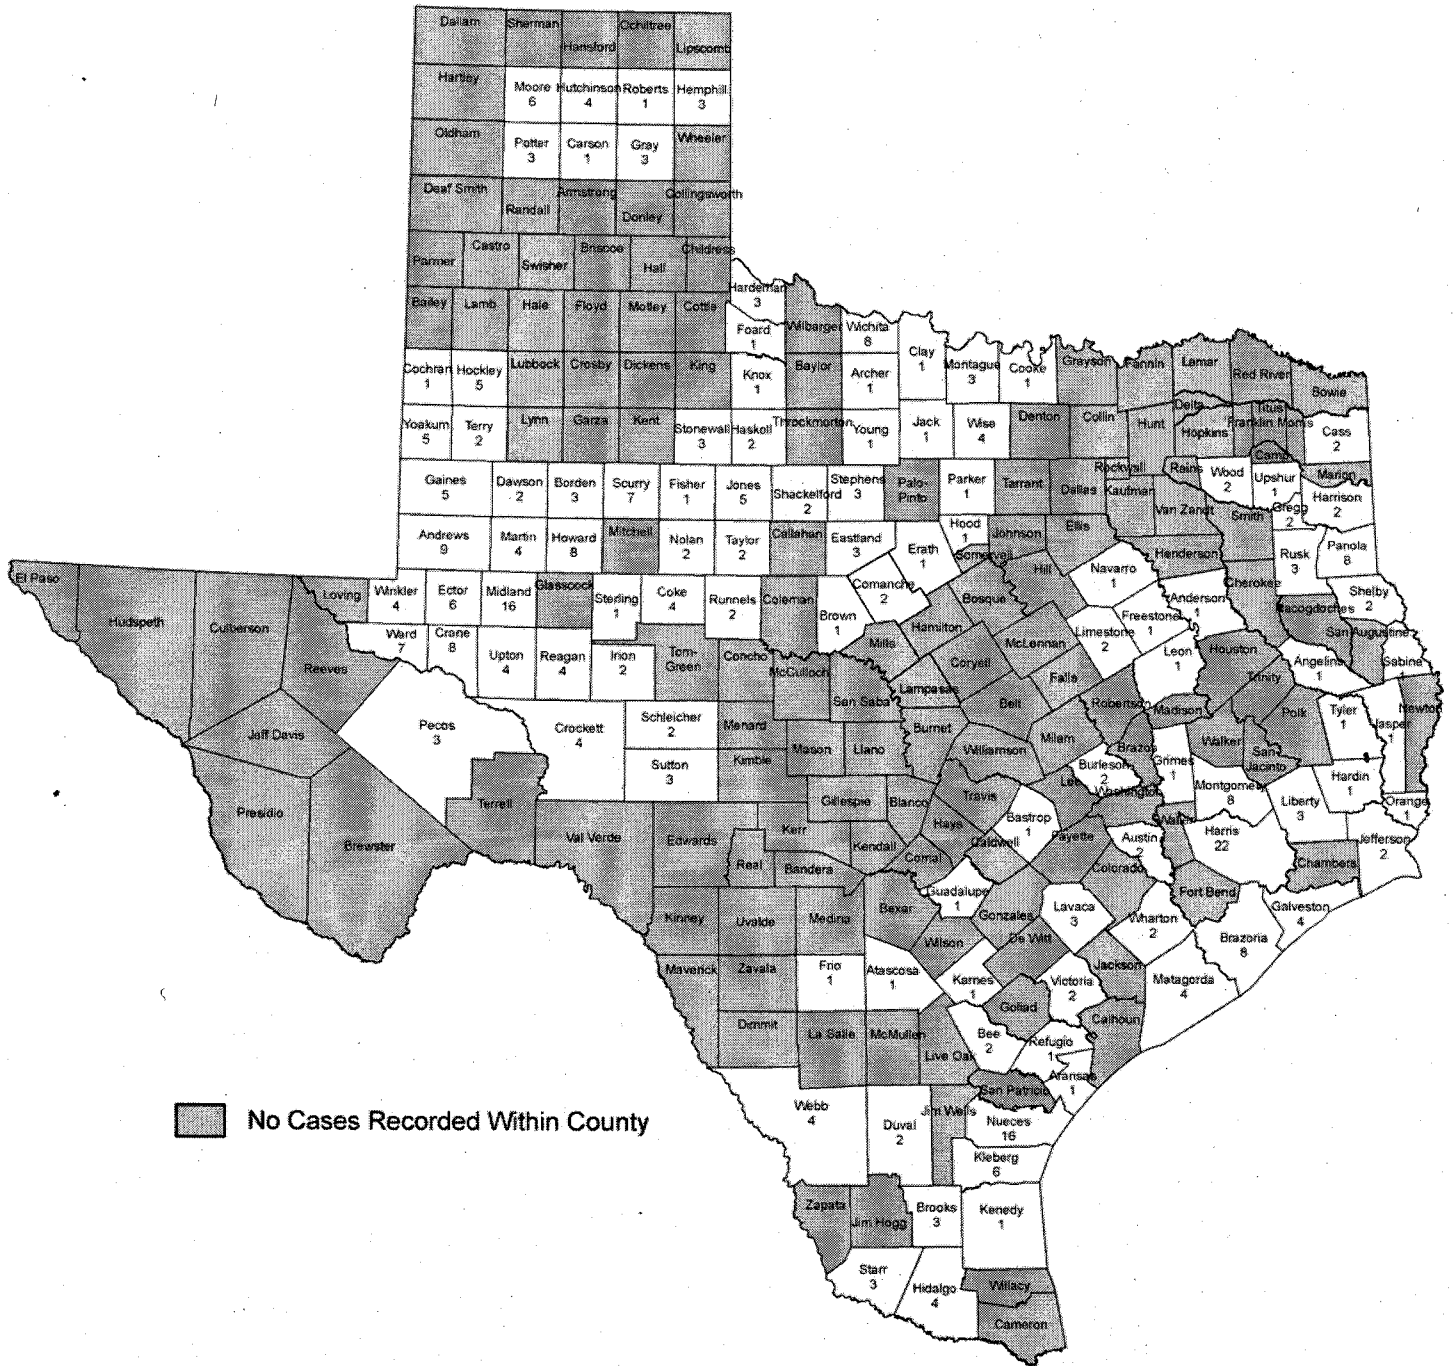 Dallam
Sherman
Hansford
Ochiltree
Lipscomb
Hartley
Moore
6
Hutchinson
4
Roberts
1
Hemphill
3
Oldham
Potter
3
Carson
1
Gray
3
Wheeler
Deaf Smith
Randall
Armstrong
Donley
Collingsworth
Parmer
Castro
Swisher
Briscoe
Hall
Childress
Hardeman
3
Bailey
Lamb
Hale
Floyd
Motley
Cottle
Foard
1
Wilbarger
Wichita
8
Clay
1
Montague
3
Cooke
1
Grayson
Fannin
Lamar
Red River
Bowie
Cochran
1
Hockley
5
Lubbock
Crosby
Dickens
King
Knox
1
Baylor
Archer
1
Yoakum
5
Terry
2
Lynn
Garza
Kent
Stonewall
3
Haskoll
2
Throckmorton
Young
1
Jack
1
Wise
4
Denton
Collin
Hunt
Delta
Hopkins
Titus
Franklin
Morris
Camp
Cass
2
Marion
Gaines
5
Dawson
2
Borden
3
Scurry
7
Fisher
1
Jones
5
Shackelford
2
Stephens
3
Palo-
Pinto
Parker
1
Tarrant
Dallas
Rockwall
Kaufman
Rains
Wood
2
Upshur
1
Gregg
2
Harrison
2
Van Zandt
Smith
Andrews
9
Martin
4
Howard
8
Mitchell
Nolan
2
Taylor
2
Callahan
Eastland
3
Erath
1
Hood
1
Somervell
Johnson
Ellis
Henderson
Rusk
3
Panola
8
El Paso
Hudspeth
Culberson
Loving
Winkler
4
Ector
6
Midland
16
Glasscock
Sterling
1
Coke
4
Runnels
2
Coleman
Brown
1
Comanche
2
Bosque
Hill
Navarro
1
Freestone
1
Anderson
1
Cherokee
Nacogdoches
Shelby
2
Reeves
Ward
7
Crane
8
Upton
4
Reagan
4
Irion
2
Tom-
Green
Concho
McCulloch
San Saba
Mills
Hamilton
Lampasas
Coryell
McLennan
Limestone
2
Falls
Leon
1
Houston
Trinity
Angelina
1
San Augustine
Sabine
1
Jeff Davis
Pecos
3
Crockett
4
Schleicher
2
Menard
Mason
Llano
Burnet
Bell
Milam
Robertson
Madison
Walker
Polk
Tyler
1
Jasper
1
Newton
Presidio
Brewster
Terrell
Sutton
3
Kimble
Gillespie
Blanco
Williamson
Travis
Lee
Burleson
2
Brazos
Grimes
1
San
Jacinto
Montgomery
8
Liberty
3
Hardin
1
Orange
1
Val Verde
Edwards
Kerr
Real
Bandera
Kendall
Comal
Hays
Caldwell
Bastrop
1
Fayette
Washington
Austin
2
Waller
Harris
22
Chambers
Jefferson
2
Kinney
Uvalde
Medina
Bexar
Guadalupe
1
Gonzales
Lavaca
3
Colorado
Wharton
2
Fort Bend
Brazoria
8
Galveston
4
Maverick
Zavala
Frio
1
Atascosa
1
Wilson
Karnes
1
De Witt
Victoria
2
Jackson
Matagorda
4
Dimmit
La Salle
McMullen
Live Oak
Bee
2
Goliad
Refugio
1
Calhoun
Aransas
1
San Patricio
Webb
4
Duval
2
Jim Wells
Nueces
16
Kleberg
6
Zapata
Jim Hogg
Brooks
3
Kenedy
1
Starr
3
Hidalgo
4
Willacy
Cameron
No Cases Recorded Within County